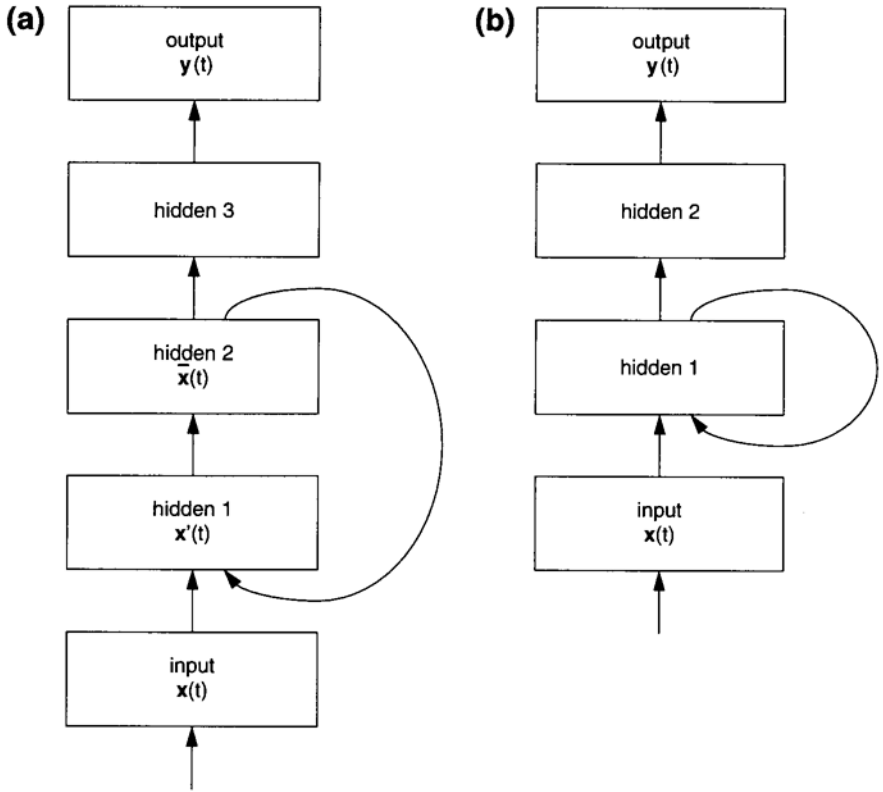 (a)
output
y(t)
hidden 3
hidden 2
x̄(t)
hidden 1
x'(t)
input
x(t)
(b)
output
y(t)
hidden 2
hidden 1
input
x(t)